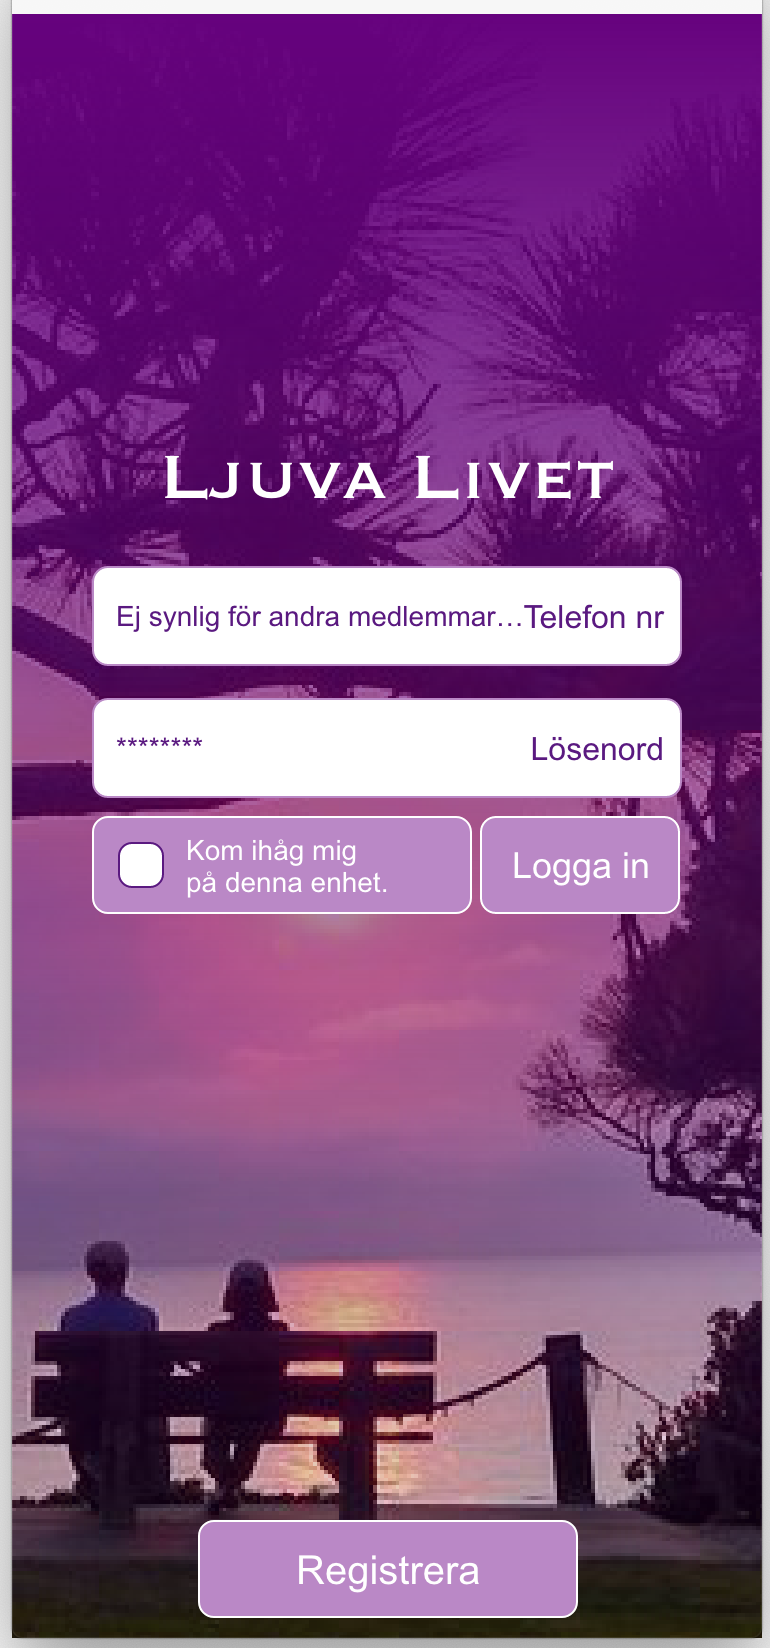 Ljuva Livet
Ej synlig för andra medlemmar...Telefon nr
******** Lösenord
Kom ihåg mig
på denna enhet.
Logga in
Registrera